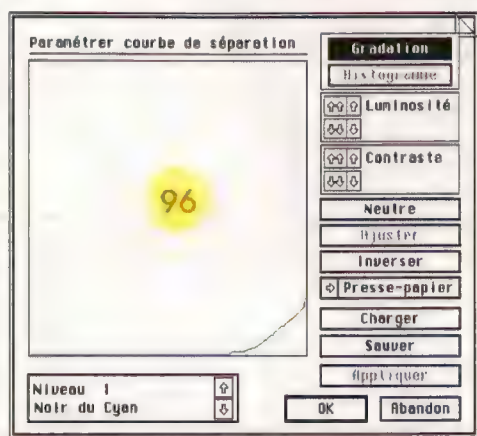 Paramétrer courbe de séparation
Gradation
Histogramme
Luminosité
Contraste
96
Neutre
Ajuster
Inverser
Presse-papier
Charger
Sauver
Appliquer
Niveau 1
Noir du Cyan
OK
Abandon